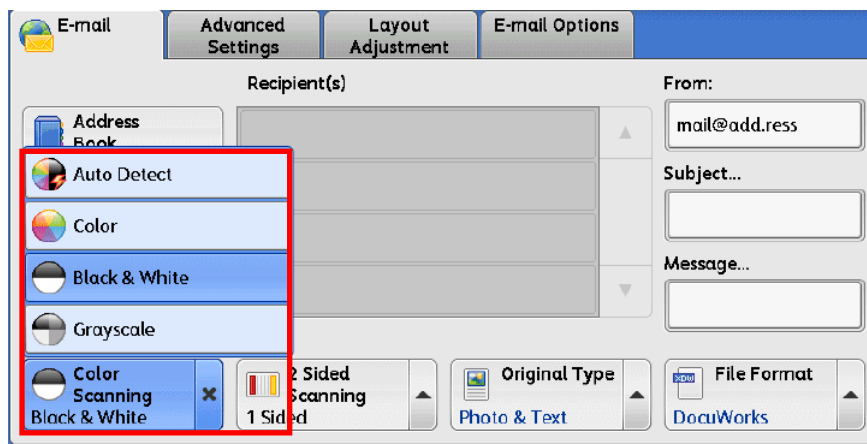 E-mail
Advanced
Settings
Layout
Adjustment
E-mail Options
Recipient(s)
From:
Address
Book
mail@add.ress
Auto Detect
Subject...
Color
Black & White
Message...
Grayscale
Color
Scanning
Black & White
2 Sided
Scanning
1 Sided
Original Type
Photo & Text
XDW
File Format
DocuWorks